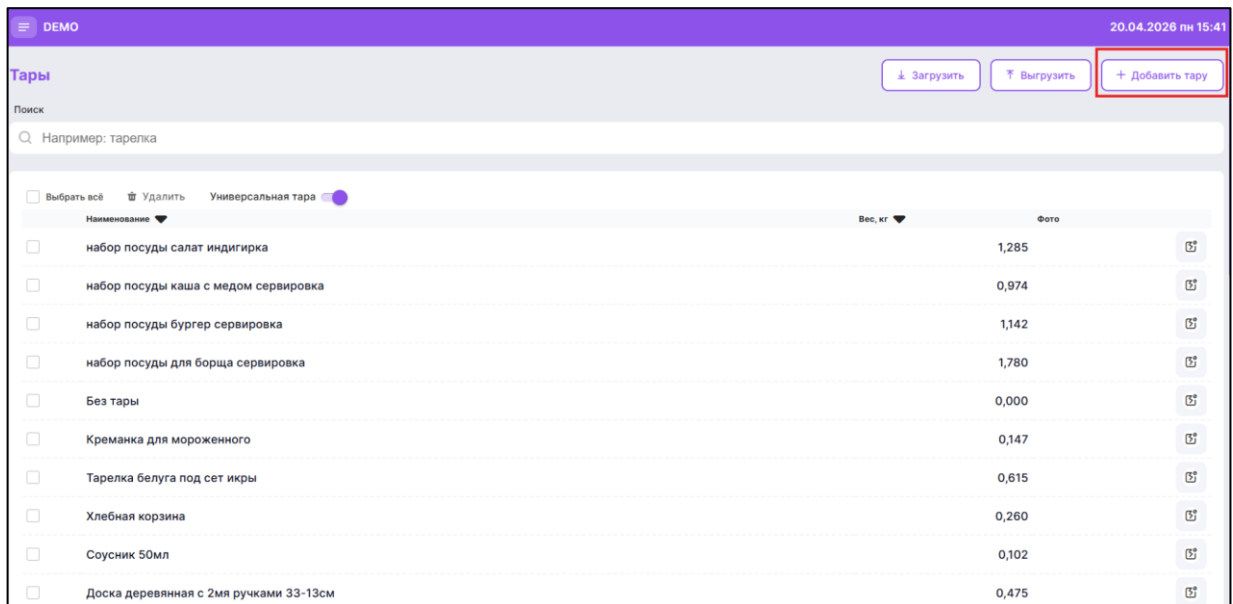 DEMO 20.04.2026 пн 15:41
Тары Загрузить Выгрузить + Добавить тару
Поиск
Например: тарелка
Выбрать всё Удалить Универсальная тара
Наименование Вес, кг Фото
набор посуды салат индигирка 1,285
набор посуды каша с медом сервировка 0,974
набор посуды бургер сервировка 1,142
набор посуды для борща сервировка 1,780
Без тары 0,000
Креманка для мороженного 0,147
Тарелка белуга под сет икры 0,615
Хлебная корзина 0,260
Соусник 50мл 0,102
Доска деревянная с 2мя ручками 33-13см 0,475